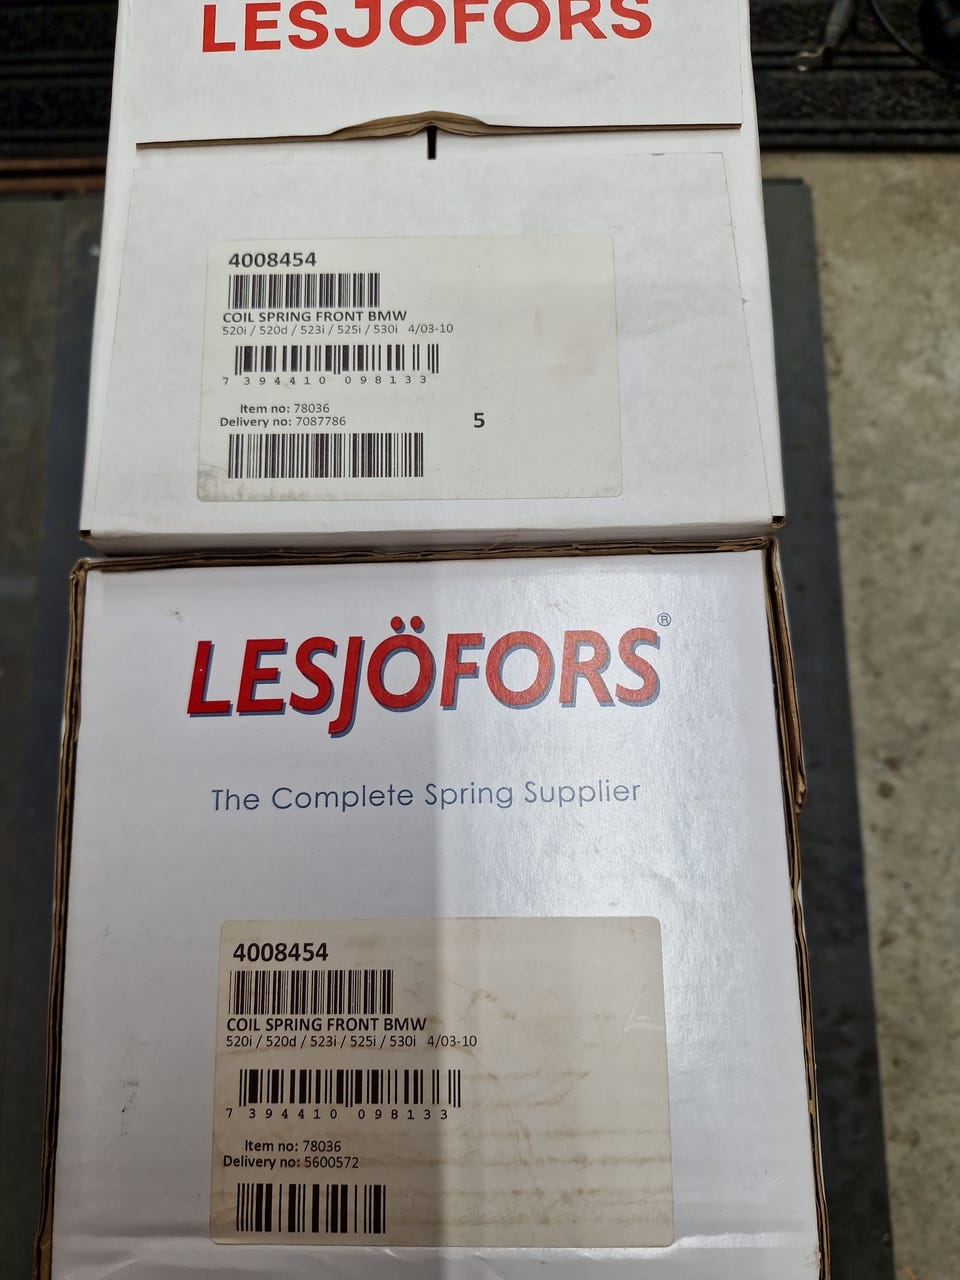 LESJÖFORS
4008454
COIL SPRING FRONT BMW
520i / 520d / 523i / 525i / 530i 4/03-10
7 394410 098133
Item no: 78036
Delivery no: 7087786
5
LESJÖFORS®
The Complete Spring Supplier
4008454
COIL SPRING FRONT BMW
520i / 520d / 523i / 525i / 530i 4/03-10
7 394410 098133
Item no: 78036
Delivery no: 5600572